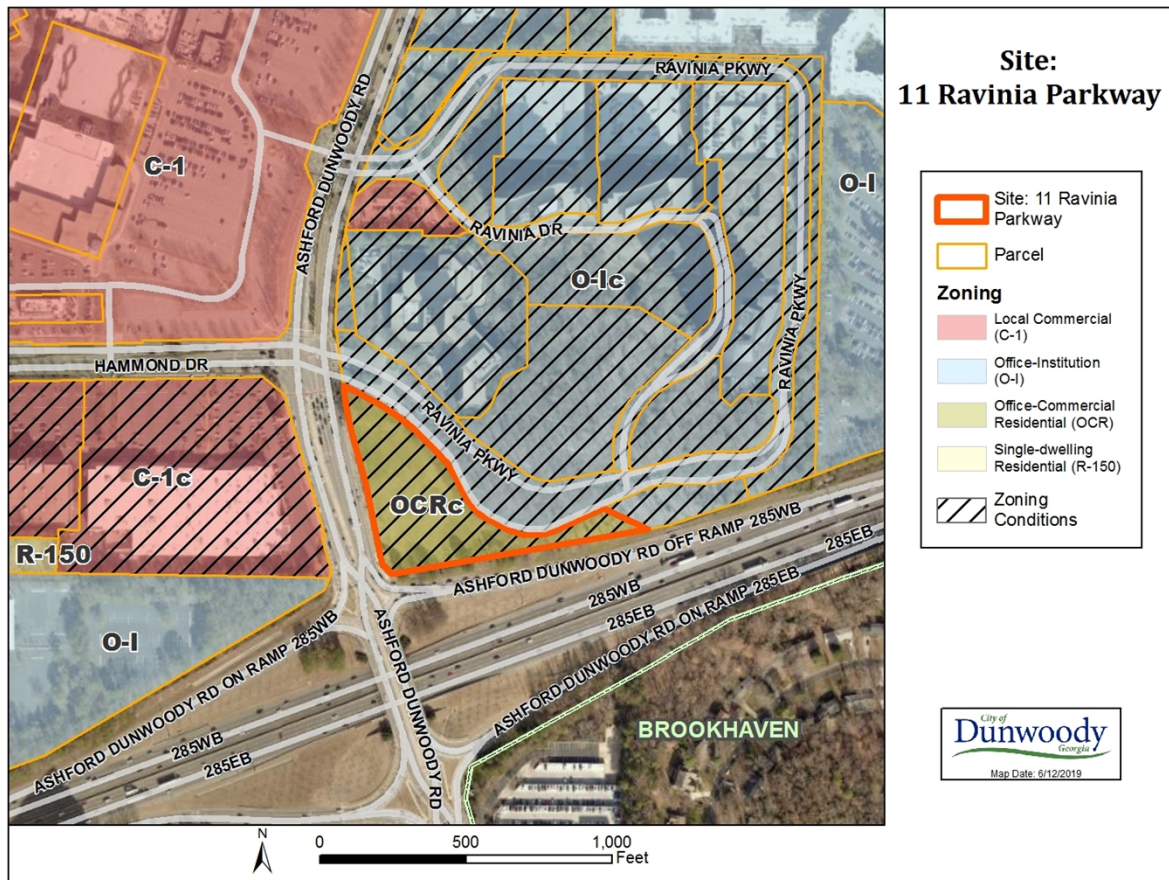 Site:
11 Ravinia Parkway
Site: 11 Ravinia
Parkway
Parcel
Zoning
Local Commercial
(C-1)
Office-Institution
(O-I)
Office-Commercial
Residential (OCR)
Single-dwelling
Residential (R-150)
Zoning
Conditions
City of
Dunwoody
Georgia
Map Date: 6/12/2019
RAVINIA PKWY
ASHFORD DUNWOODY RD
C-1
O-I
RAVINIA DR
O-Ic
RAVINIA PKWY
HAMMOND DR
RAVINIA PKWY
C-1c
OCRc
R-150
ASHFORD DUNWOODY RD OFF RAMP 285WB
285WB
285EB
285EB
O-I
ASHFORD DUNWOODY RD ON RAMP 285WB
ASHFORD DUNWOODY RD
ASHFORD DUNWOODY RD ON RAMP 285EB
285WB
285EB
BROOKHAVEN
N
0 500 1,000
Feet